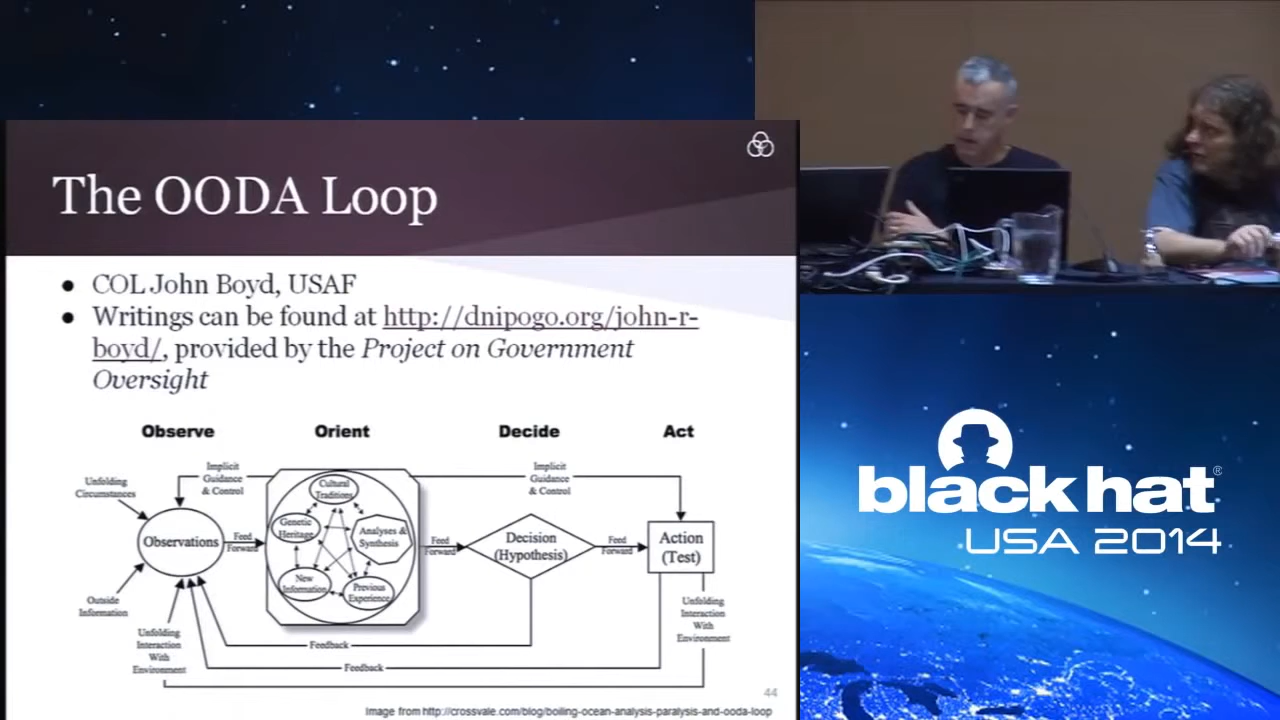 The OODA Loop
● COL John Boyd, USAF
● Writings can be found at http://dnipogo.org/john-r-
boyd/, provided by the Project on Government
Oversight
Observe
Orient
Decide
Act
Unfolding
Circumstances
Implicit
Guidance
& Control
Cultural
Traditions
Genetic
Heritage
Analyses &
Synthesis
New
Information
Previous
Experience
Implicit
Guidance
& Control
Observations
Feed
Forward
Feed
Forward
Decision
(Hypothesis)
Feed
Forward
Action
(Test)
Outside
Information
Unfolding
Interaction
With
Environment
Feedback
Feedback
Unfolding
Interaction
With
Environment
44
Image from http://crossvale.com/blog/boiling-ocean-analysis-paralysis-and-ooda-loop
black hat®
USA 2014